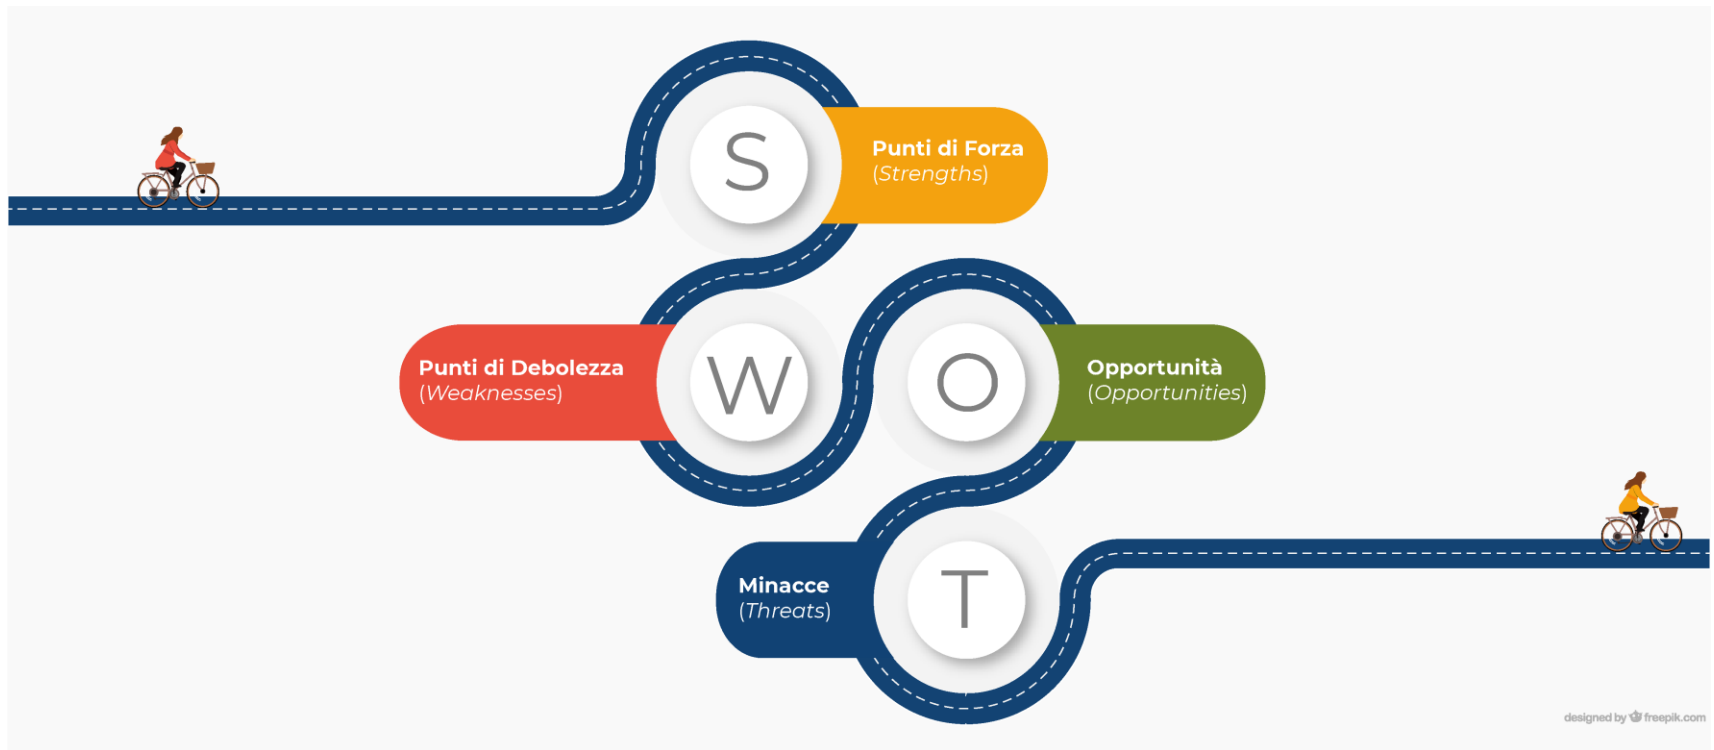 S
Punti di Forza
(Strengths)
W
Punti di Debolezza
(Weaknesses)
O
Opportunità
(Opportunities)
T
Minacce
(Threats)
designed by freepik.com